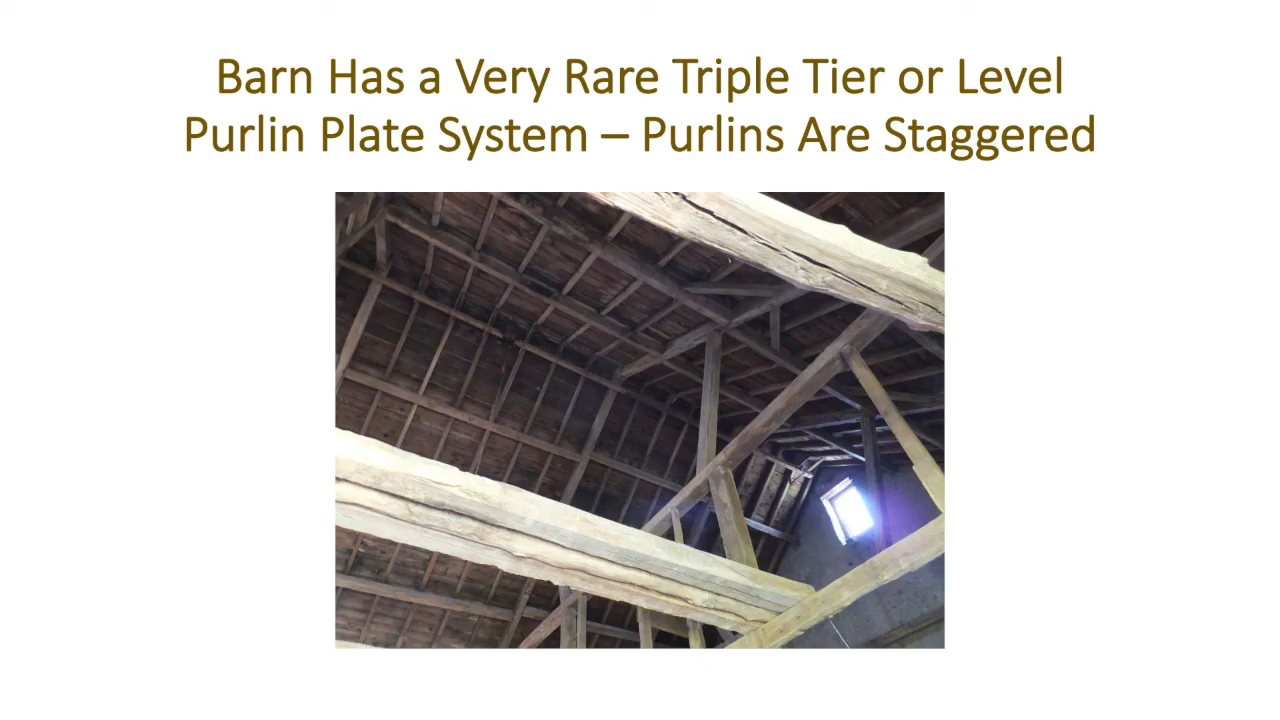 Barn Has a Very Rare Triple Tier or Level
Purlin Plate System – Purlins Are Staggered